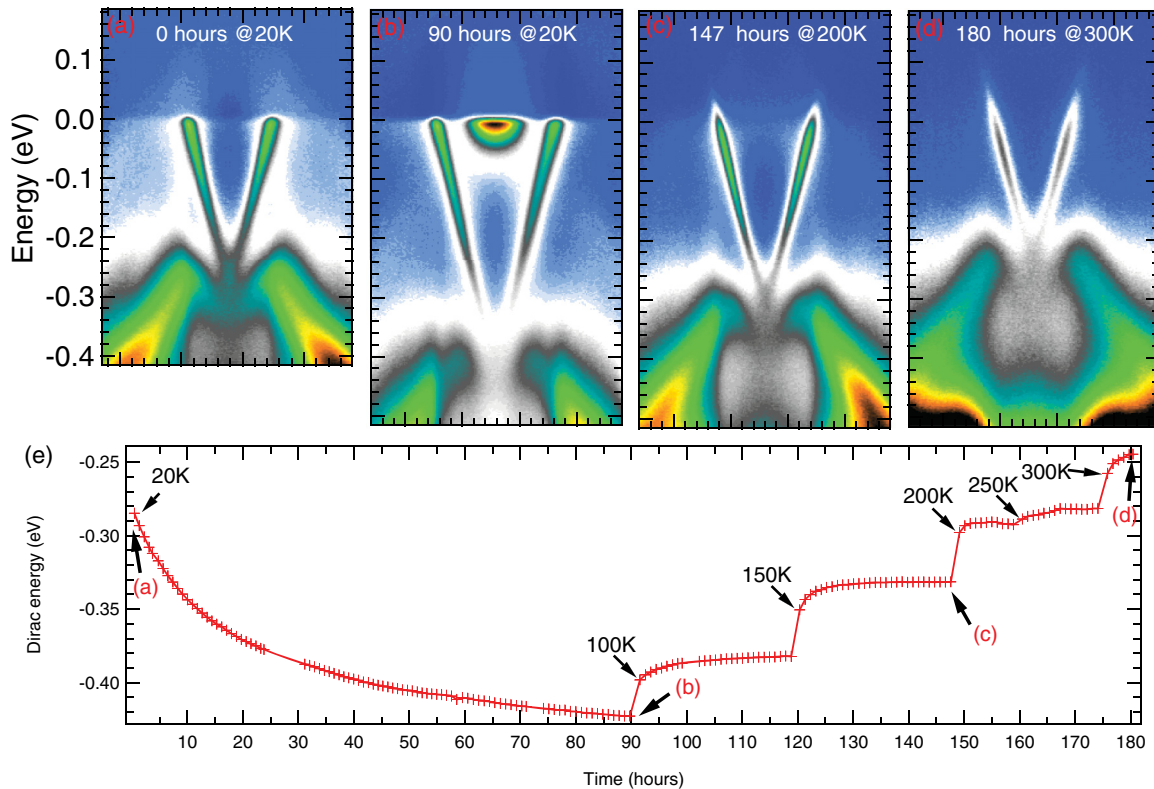 (a) 0 hours @20K
(b) 90 hours @20K
(c) 147 hours @200K
(d) 180 hours @300K
Energy (eV)
0.1
0.0
-0.1
-0.2
-0.3
-0.4
(e)
Dirac energy (eV)
-0.25
-0.30
-0.35
-0.40
20K
(a)
100K
(b)
150K
200K
(c)
250K
300K
(d)
10 20 30 40 50 60 70 80 90 100 110 120 130 140 150 160 170 180
Time (hours)